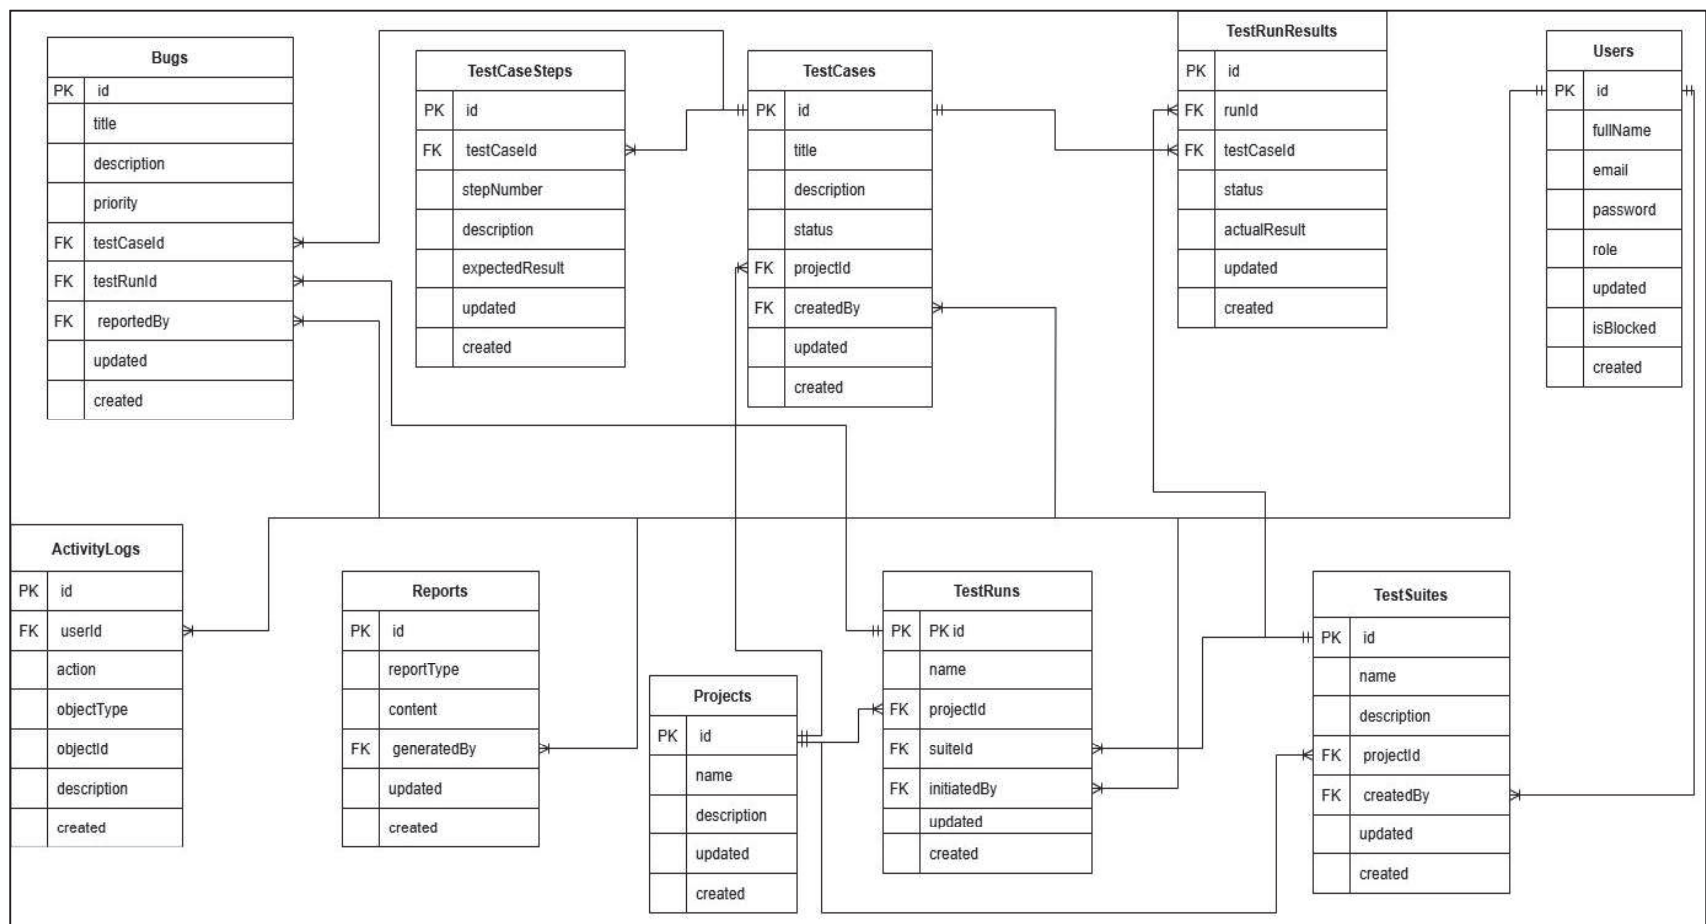 Bugs
PK id
title
description
priority
FK testCaseId
FK testRunId
FK reportedBy
updated
created
TestCaseSteps
PK id
FK testCaseId
stepNumber
description
expectedResult
updated
created
TestCases
PK id
title
description
status
FK projectId
FK createdBy
updated
created
TestRunResults
PK id
FK runId
FK testCaseId
status
actualResult
updated
created
Users
PK id
fullName
email
password
role
updated
isBlocked
created
ActivityLogs
PK id
FK userId
action
objectType
objectId
description
created
Reports
PK id
reportType
content
FK generatedBy
updated
created
Projects
PK id
name
description
updated
created
TestRuns
PK PK id
name
FK projectId
FK suiteId
FK initiatedBy
updated
created
TestSuites
PK id
name
description
FK projectId
FK createdBy
updated
created